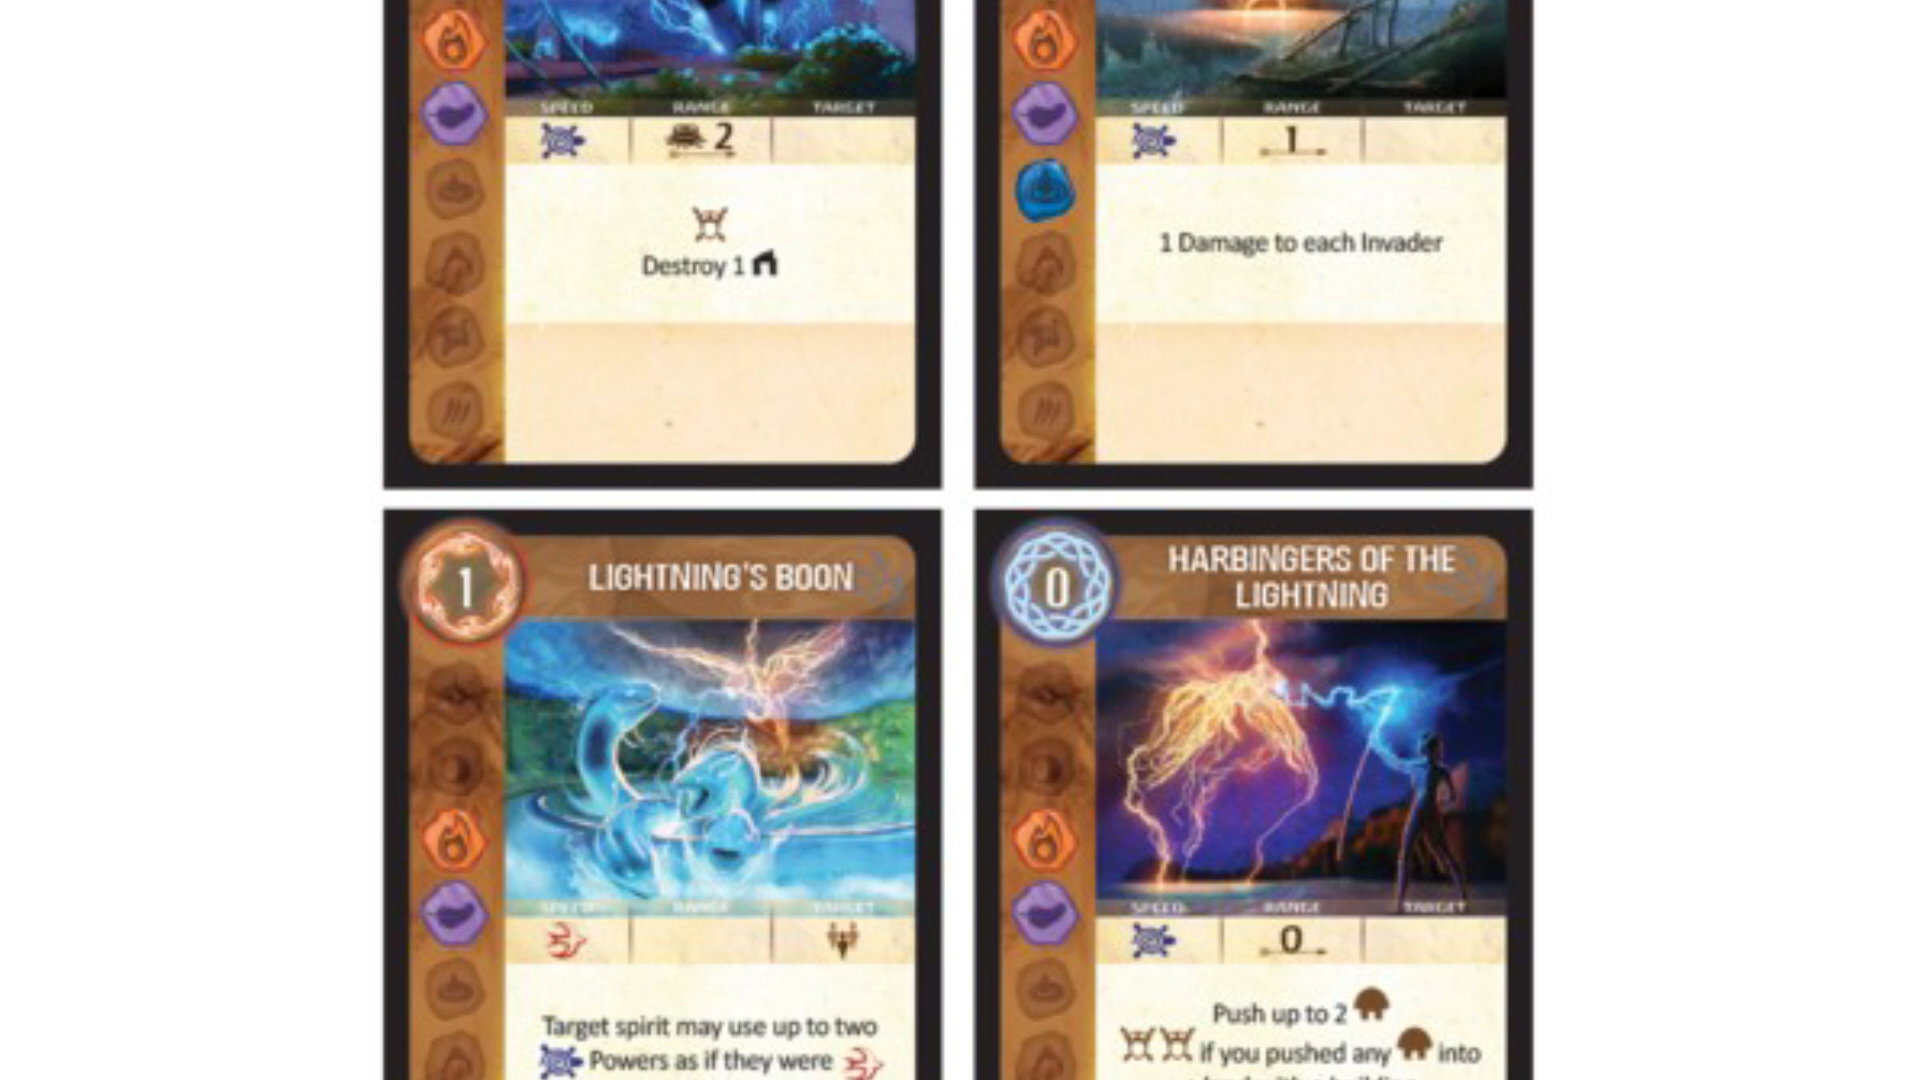 SPEED RANGE TARGET
2
Destroy 1
SPEED RANGE TARGET
1
1 Damage to each Invader
1
LIGHTNING'S BOON
SPEED RANGE TARGET
Target spirit may use up to two
Powers as if they were
0
HARBINGERS OF THE
LIGHTNING
SPEED RANGE TARGET
0
Push up to 2
if you pushed any into